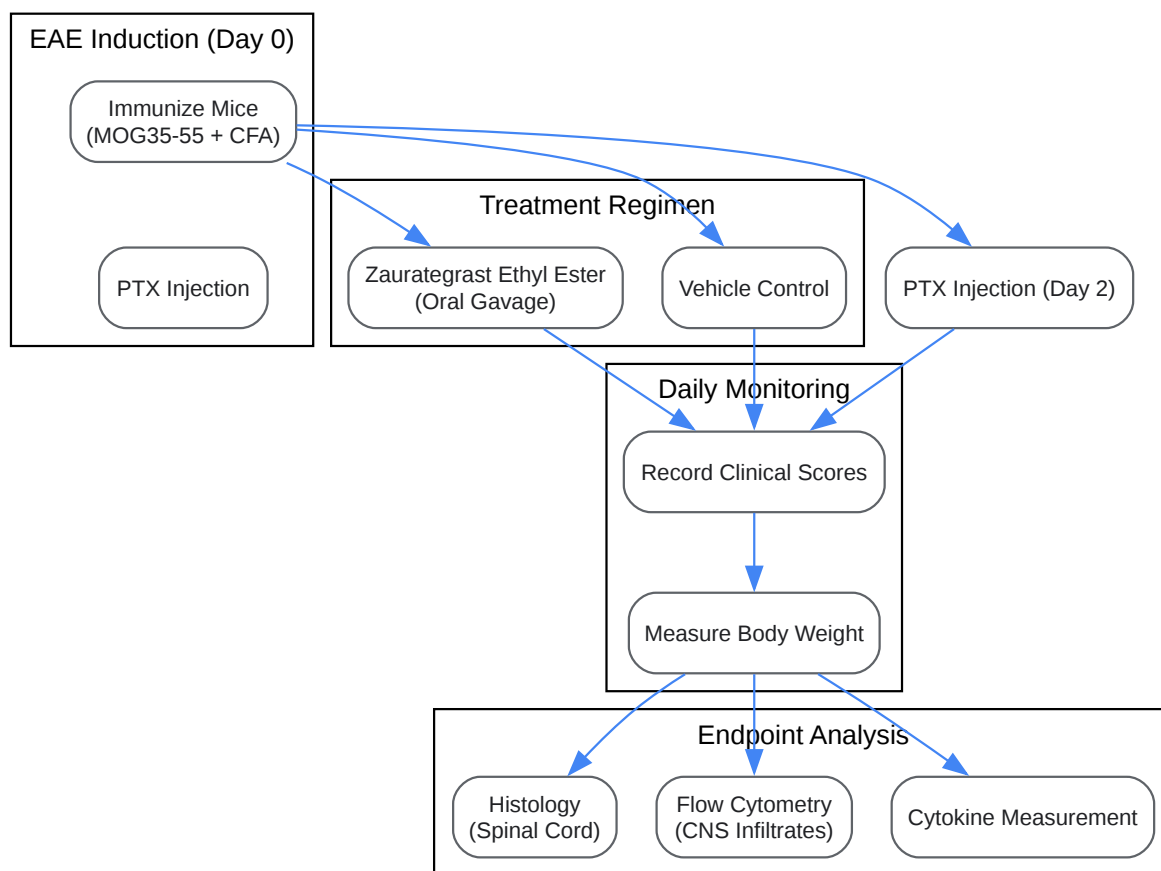 EAE Induction (Day 0)
Immunize Mice
(MOG35-55 + CFA)
PTX Injection
Treatment Regimen
Zaurategrast Ethyl Ester
(Oral Gavage)
Vehicle Control
PTX Injection (Day 2)
Daily Monitoring
Record Clinical Scores
Measure Body Weight
Endpoint Analysis
Histology
(Spinal Cord)
Flow Cytometry
(CNS Infiltrates)
Cytokine Measurement